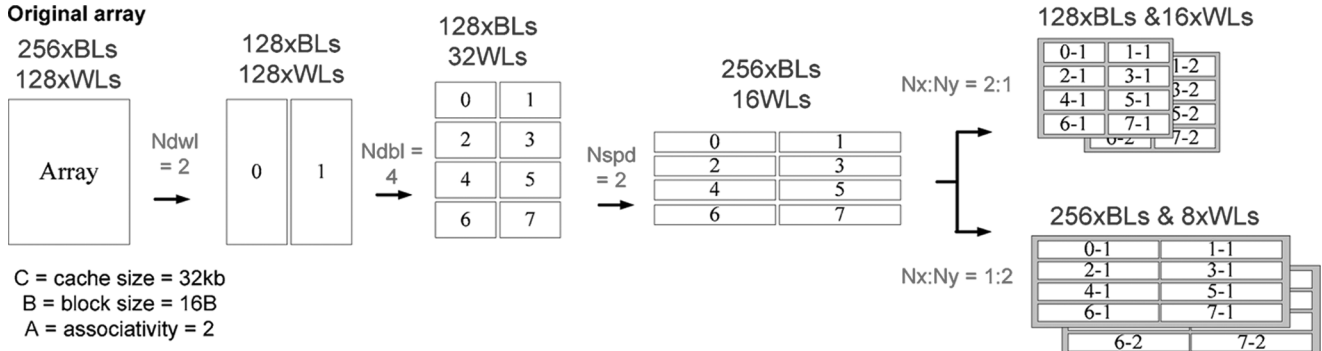 Original array
256xBLs
128xWLs
Array
Ndwl
= 2
128xBLs
128xWLs
0
1
Ndbl =
4
128xBLs
32WLs
0
1
2
3
4
5
6
7
Nspd
= 2
256xBLs
16WLs
0
1
2
3
4
5
6
7
Nx:Ny = 2:1
128xBLs &16xWLs
0-1
1-1
2-1
3-1
4-1
5-1
6-1
7-1
1-2
3-2
5-2
6-2
7-2
Nx:Ny = 1:2
256xBLs & 8xWLs
0-1
1-1
2-1
3-1
4-1
5-1
6-1
7-1
6-2
7-2
C = cache size = 32kb
B = block size = 16B
A = associativity = 2